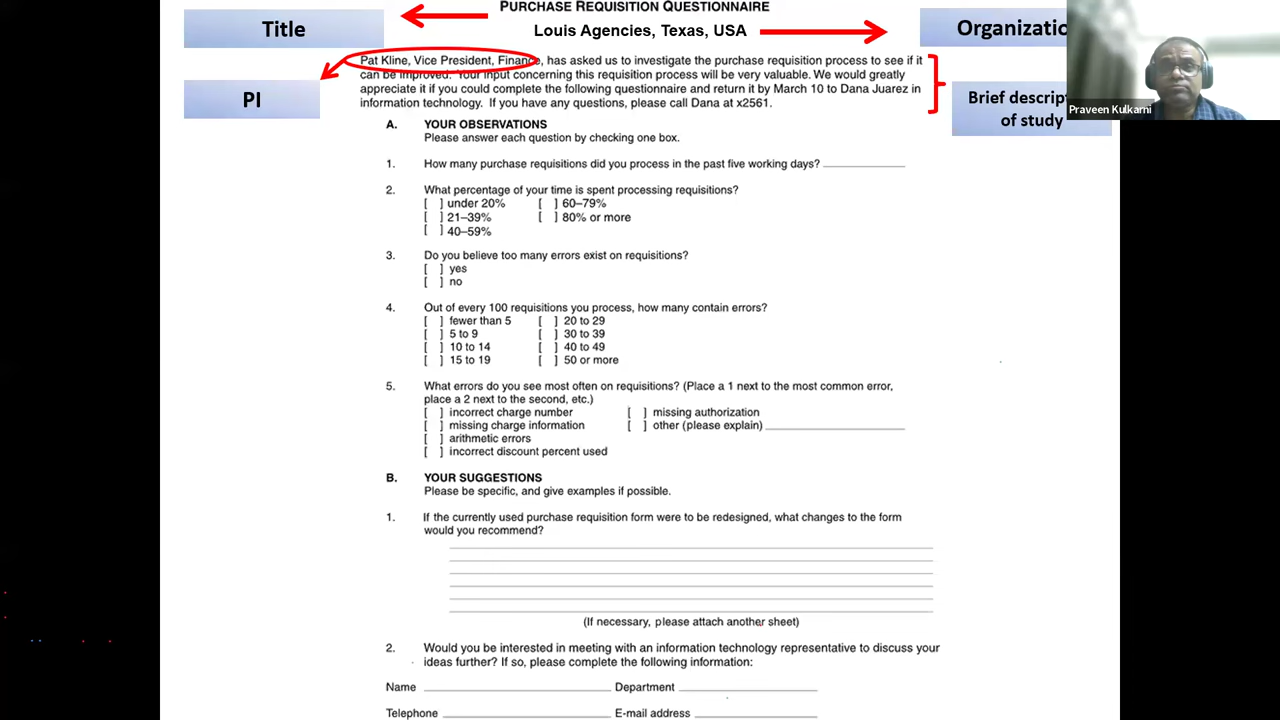 PURCHASE REQUISITION QUESTIONNAIRE
Title
Louis Agencies, Texas, USA
Pat Kline, Vice President, Finance, has asked us to investigate the purchase requisition process to see if it
can be improved. Your input concerning this requisition process will be very valuable. We would greatly
appreciate it if you could complete the following questionnaire and return it by March 10 to Dana Juarez in
information technology. If you have any questions, please call Dana at x2561.
PI
Brief
of study
Praveen Kulkarni
A. YOUR OBSERVATIONS
Please answer each question by checking one box.
1. How many purchase requisitions did you process in the past five working days?
2. What percentage of your time is spent processing requisitions?
[ ] under 20% [ ] 60–79%
[ ] 21–39% [ ] 80% or more
[ ] 40–59%
3. Do you believe too many errors exist on requisitions?
[ ] yes
[ ] no
4. Out of every 100 requisitions you process, how many contain errors?
[ ] fewer than 5 [ ] 20 to 29
[ ] 5 to 9 [ ] 30 to 39
[ ] 10 to 14 [ ] 40 to 49
[ ] 15 to 19 [ ] 50 or more
5. What errors do you see most often on requisitions? (Place a 1 next to the most common error,
place a 2 next to the second, etc.)
[ ] incorrect charge number [ ] missing authorization
[ ] missing charge information [ ] other (please explain)
[ ] arithmetic errors
[ ] incorrect discount percent used
B. YOUR SUGGESTIONS
Please be specific, and give examples if possible.
1. If the currently used purchase requisition form were to be redesigned, what changes to the form
would you recommend?
(If necessary, please attach another sheet)
2. Would you be interested in meeting with an information technology representative to discuss your
ideas further? If so, please complete the following information:
Name Department
Telephone E-mail address